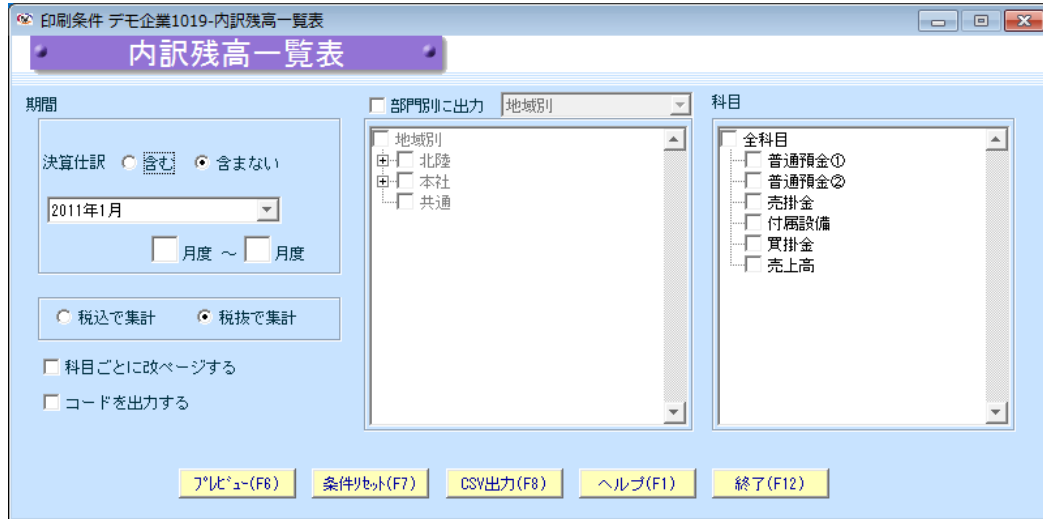 印刷条件 デモ企業1019-内訳残高一覧表
内訳残高一覧表
期間
決算仕訳 含む 含まない
2011年1月
月度 ~ 月度
税込で集計 税抜で集計
科目ごとに改ページする
コードを出力する
部門別に出力 地域別
地域別
北陸
本社
共通
科目
全科目
普通預金①
普通預金②
売掛金
付属設備
買掛金
売上高
プレビュー(F6) 条件リセット(F7) CSV出力(F8) ヘルプ(F1) 終了(F12)